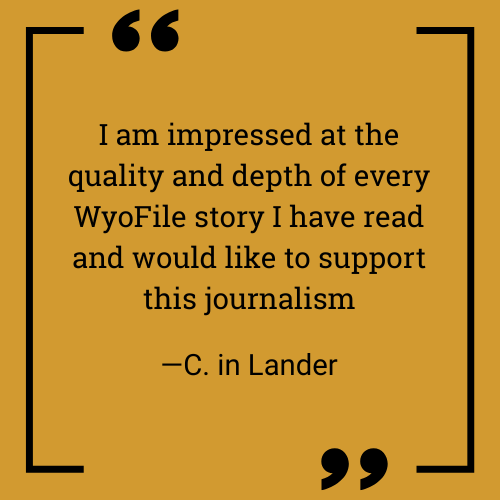 “
I am impressed at the
quality and depth of every
WyoFile story I have read
and would like to support
this journalism
—C. in Lander
”